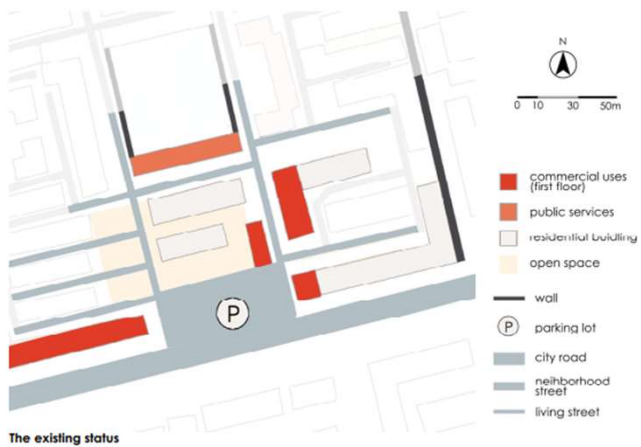 N
0 10 30 50m
commercial uses
(first floor)
public services
residential buidling
open space
wall
P parking lot
city road
neihborhood
street
living street
P
The existing status